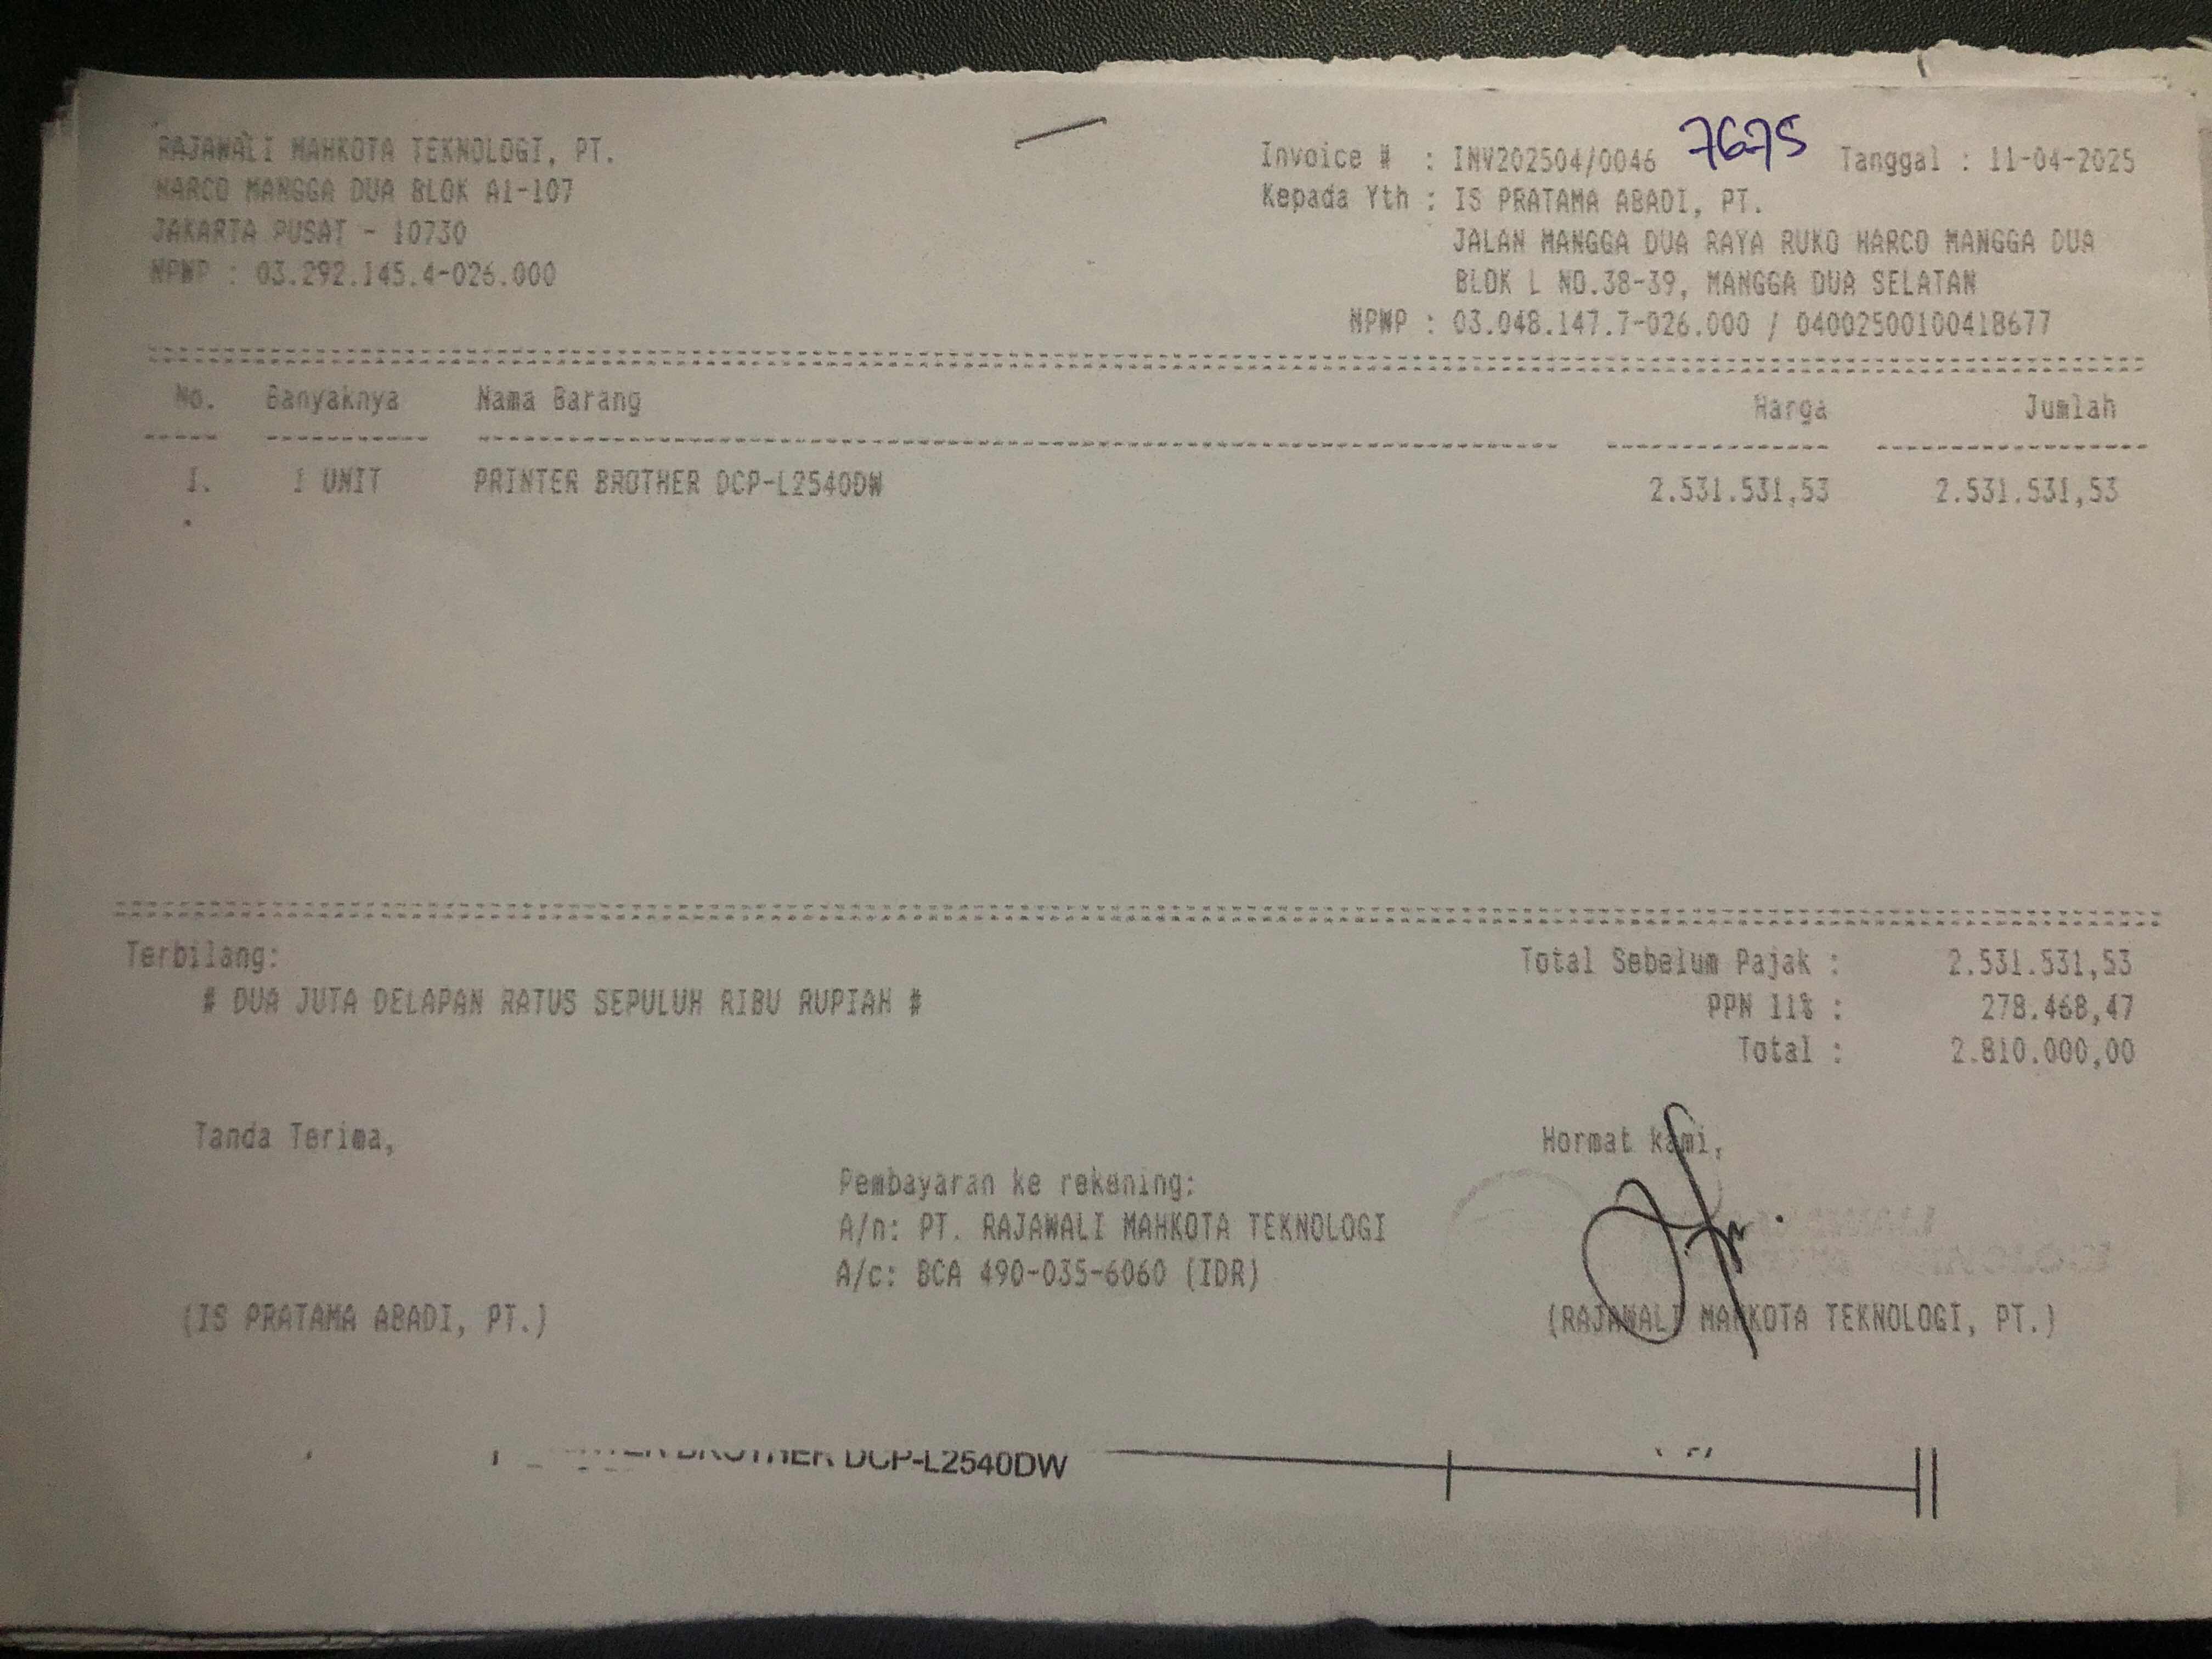 RAJAWALI MAHKOTA TEKNOLOGI, PT.
HARCO MANGGA DUA BLOK A1-107
JAKARTA PUSAT - 10730
NPWP : 03.292.145.4-026.000
Invoice # : INV202504/0046 7675 Tanggal : 11-04-2025
Kepada Yth : IS PRATAMA ABADI, PT.
JALAN MANGGA DUA RAYA RUKO HARCO MANGGA DUA
BLOK L NO.38-39, MANGGA DUA SELATAN
NPWP : 03.048.147.7-026.000 / 04002500100418677
No. Banyaknya Nama Barang Harga Jumlah
1. 1 UNIT PRINTER BROTHER DCP-L2540DW 2.531.531,53 2.531.531,53
Terbilang:
# DUA JUTA DELAPAN RATUS SEPULUH RIBU RUPIAH #
Total Sebelum Pajak : 2.531.531,53
PPN 11% : 278.468,47
Total : 2.810.000,00
Tanda Terima,
Hormat kami,
Pembayaran ke rekening:
A/n: PT. RAJAWALI MAHKOTA TEKNOLOGI
A/c: BCA 490-035-6060 (IDR)
(IS PRATAMA ABADI, PT.)
(RAJAWALI MAHKOTA TEKNOLOGI, PT.)
BROTHER DCP-L2540DW